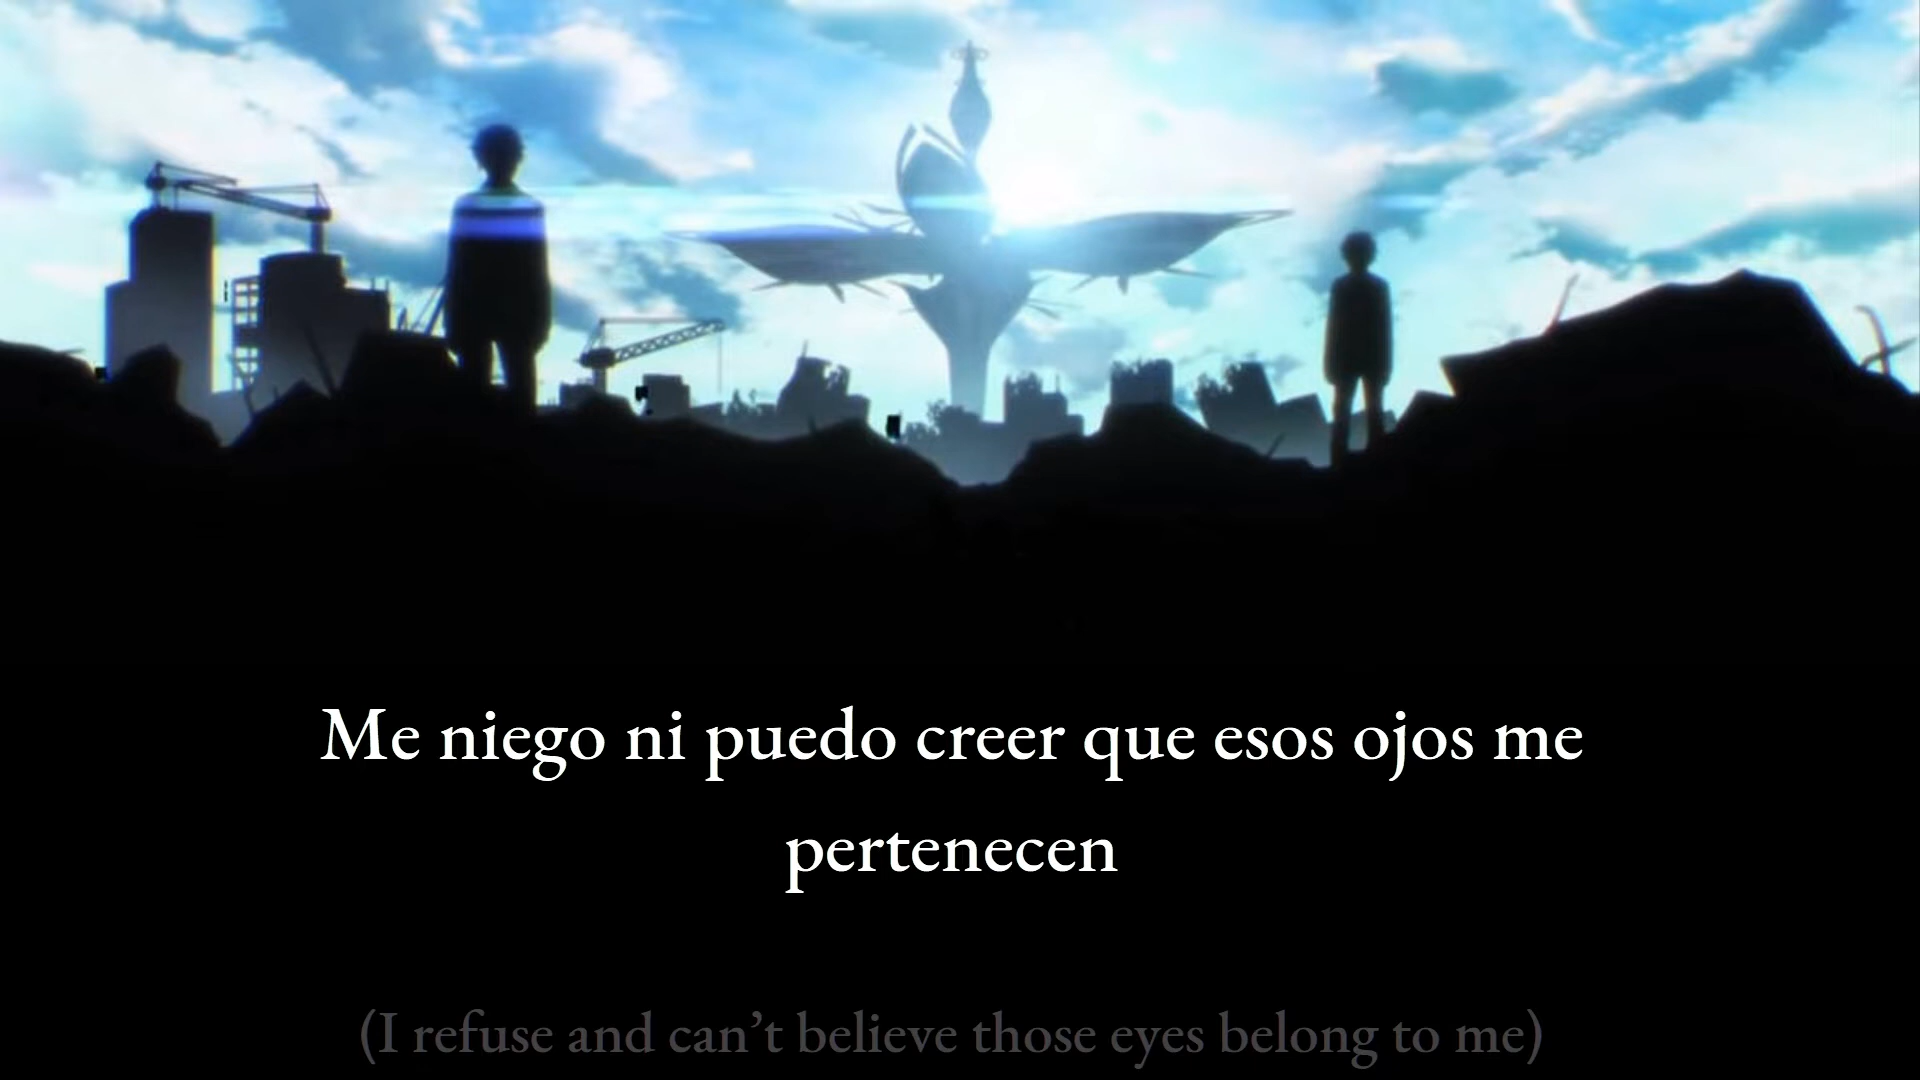 Me niego ni puedo creer que esos ojos me
pertenecen
(I refuse and can’t believe those eyes belong to me)